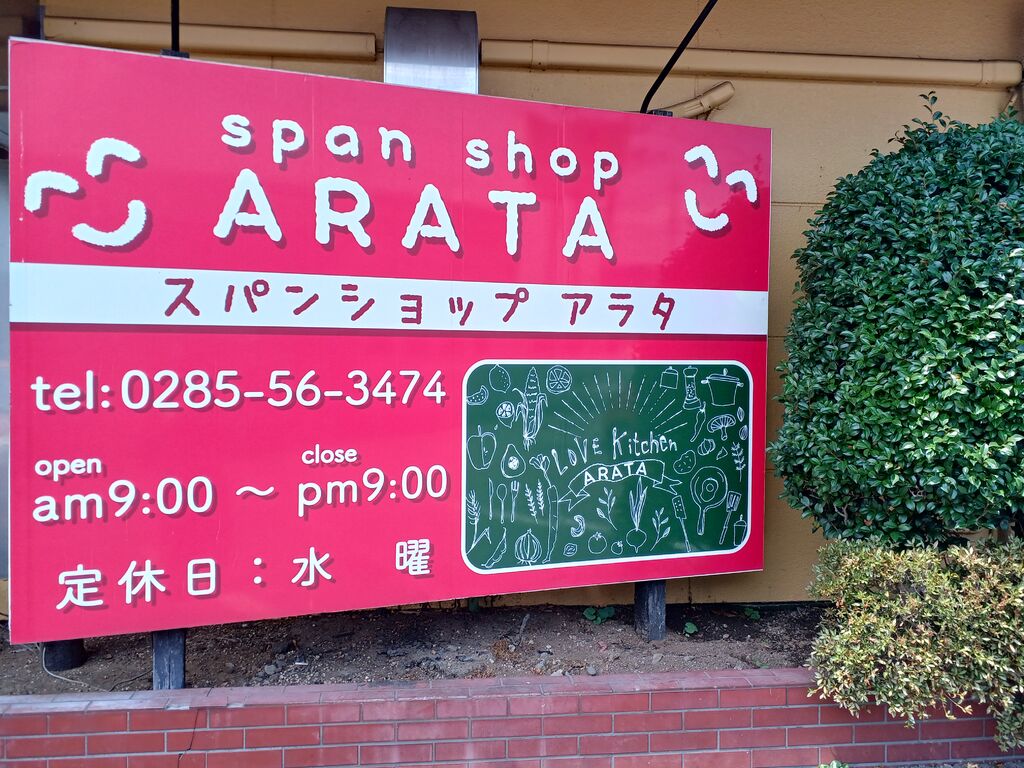 span shop
ARATA
スパンショップ アラタ
tel:0285-56-3474
open
close
am9:00 ～ pm9:00
定休日：水 曜
LOVE Kitchen
ARATA